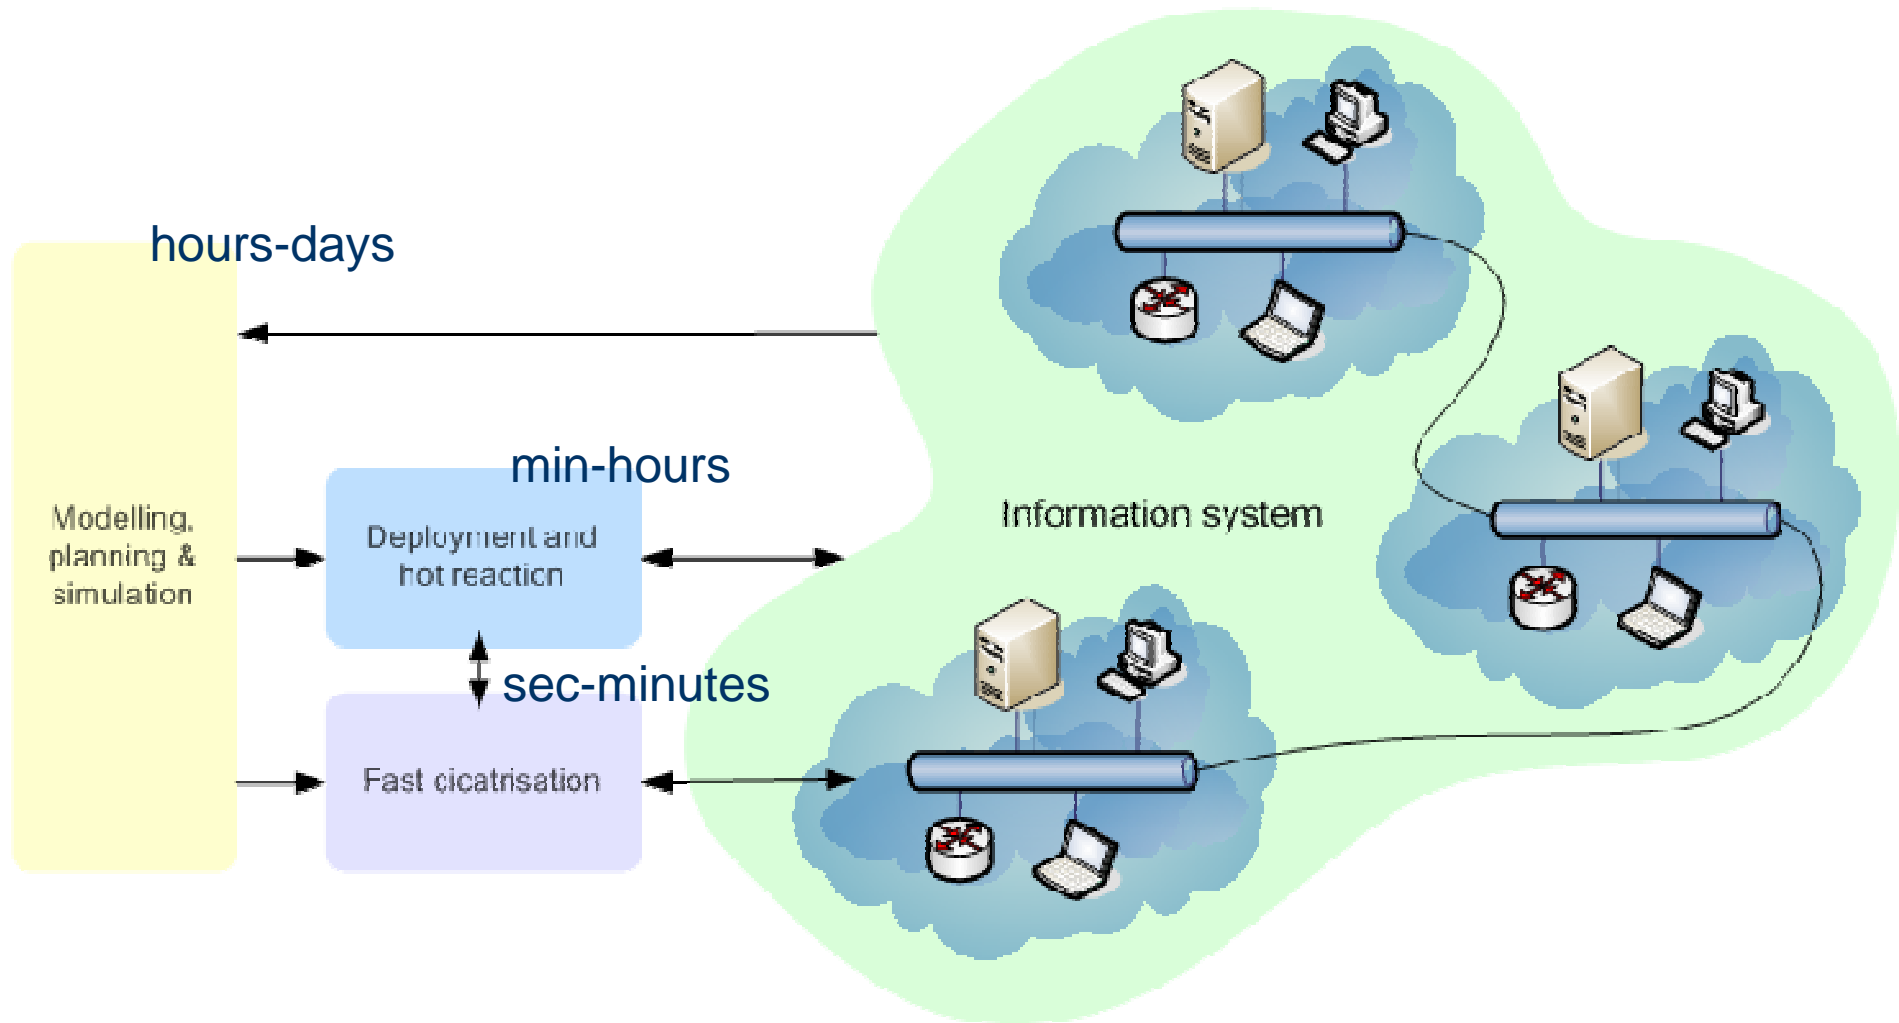 hours-days
min-hours
Modelling,
planning &
simulation
Deployment and
hot reaction
Information system
sec-minutes
Fast cicatrisation